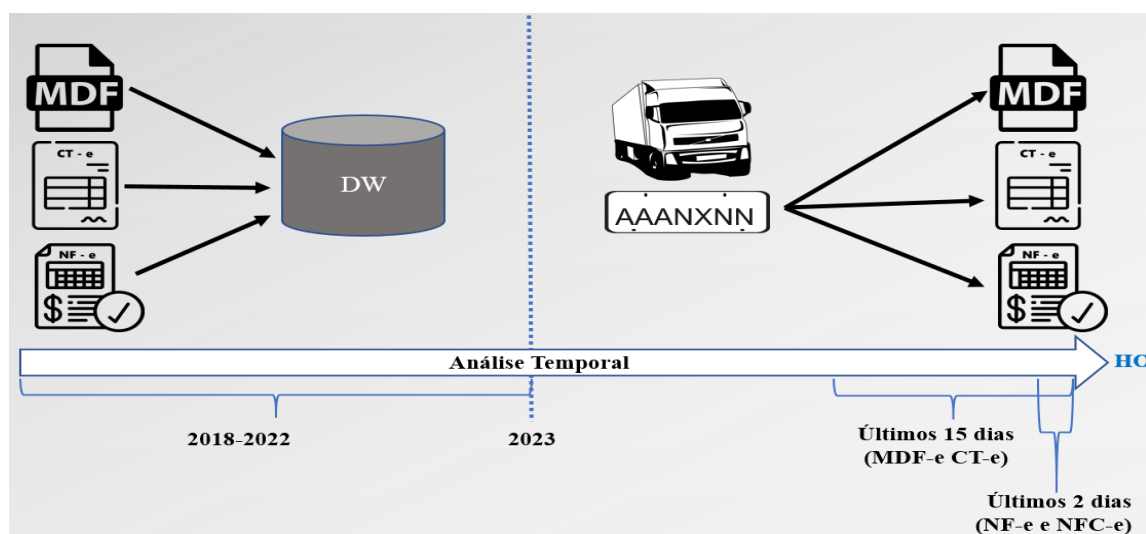 MDF
MDF
CT - e
CT - e
DW
AAANXNN
NF - e
$
NF - e
$
Análise Temporal
HO
2018-2022
2023
Últimos 15 dias
(MDF-e CT-e)
Últimos 2 dias
(NF-e e NFC-e)